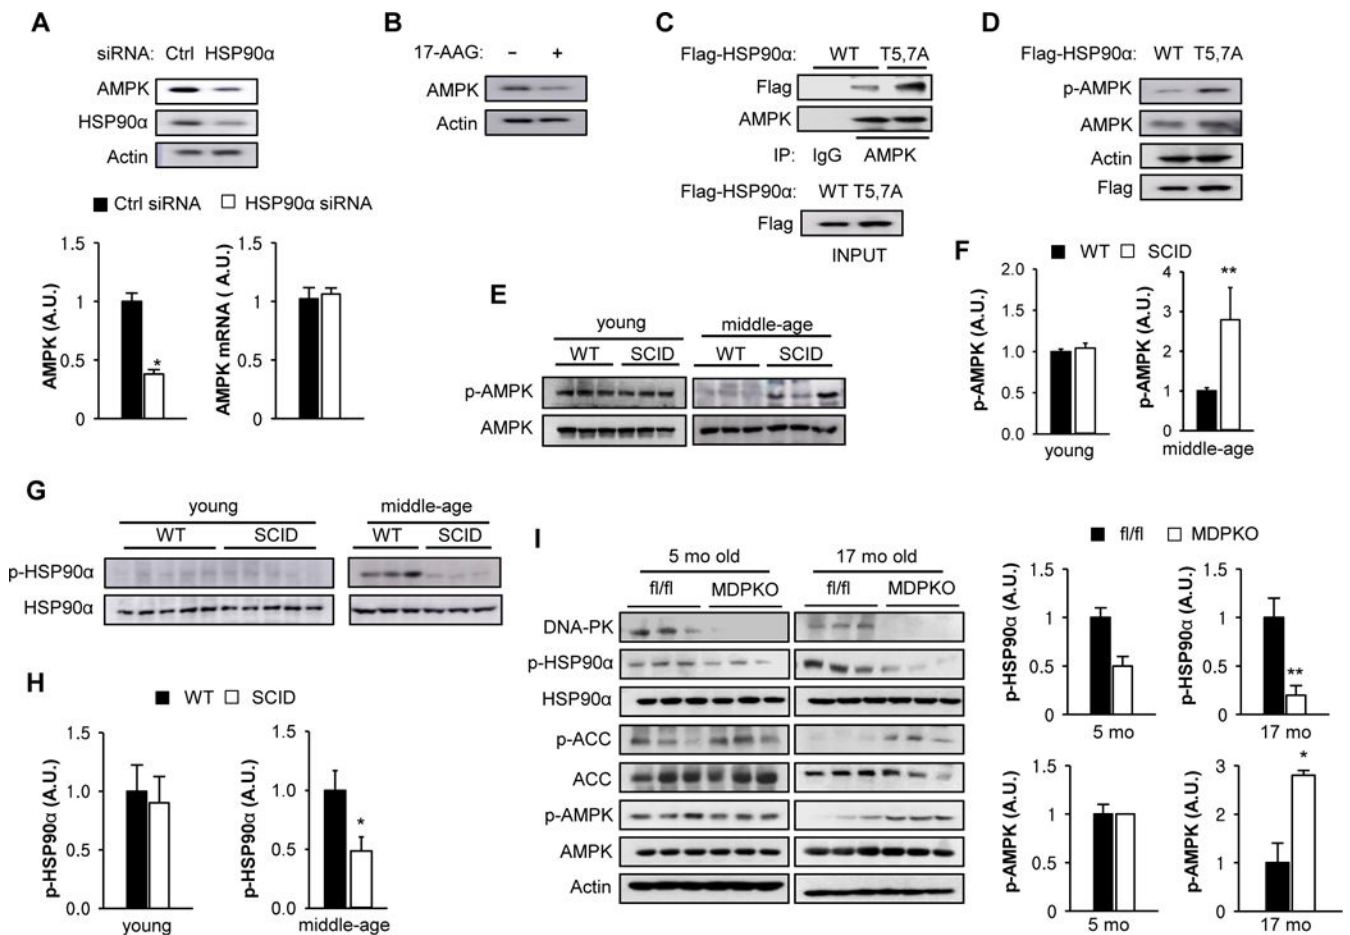 A
siRNA: Ctrl HSP90α
AMPK
HSP90α
Actin
Ctrl siRNA HSP90α siRNA
AMPK (A.U.)
1.5
1
0.5
0
*
AMPK mRNA ( A.U.)
1.5
1
0.5
0
B
17-AAG: − +
AMPK
Actin
C
Flag-HSP90α: WT T5,7A
Flag
AMPK
IP: IgG AMPK
Flag-HSP90α: WT T5,7A
Flag
INPUT
D
Flag-HSP90α: WT T5,7A
p-AMPK
AMPK
Actin
Flag
E
young middle-age
WT SCID WT SCID
p-AMPK
AMPK
F
WT SCID
p-AMPK (A.U.)
2.0
1.5
1.0
0.5
0.0
young
p-AMPK (A.U.)
4
3
2
1
0
**
middle-age
G
young middle-age
WT SCID WT SCID
p-HSP90α
HSP90α
H
WT SCID
p-HSP90α (A.U.)
1.5
1.0
0.5
0.0
young
p-HSP90α (A.U.)
1.5
1.0
0.5
0.0
*
middle-age
I
5 mo old 17 mo old
fl/fl MDPKO fl/fl MDPKO
DNA-PK
p-HSP90α
HSP90α
p-ACC
ACC
p-AMPK
AMPK
Actin
fl/fl MDPKO
p-HSP90α (A.U.)
1.5
1
0.5
0
5 mo
p-HSP90α (A.U.)
1.5
1
0.5
0
**
17 mo
p-AMPK (A.U.)
1.5
1
0.5
0
5 mo
p-AMPK (A.U.)
3
2
1
0
*
17 mo